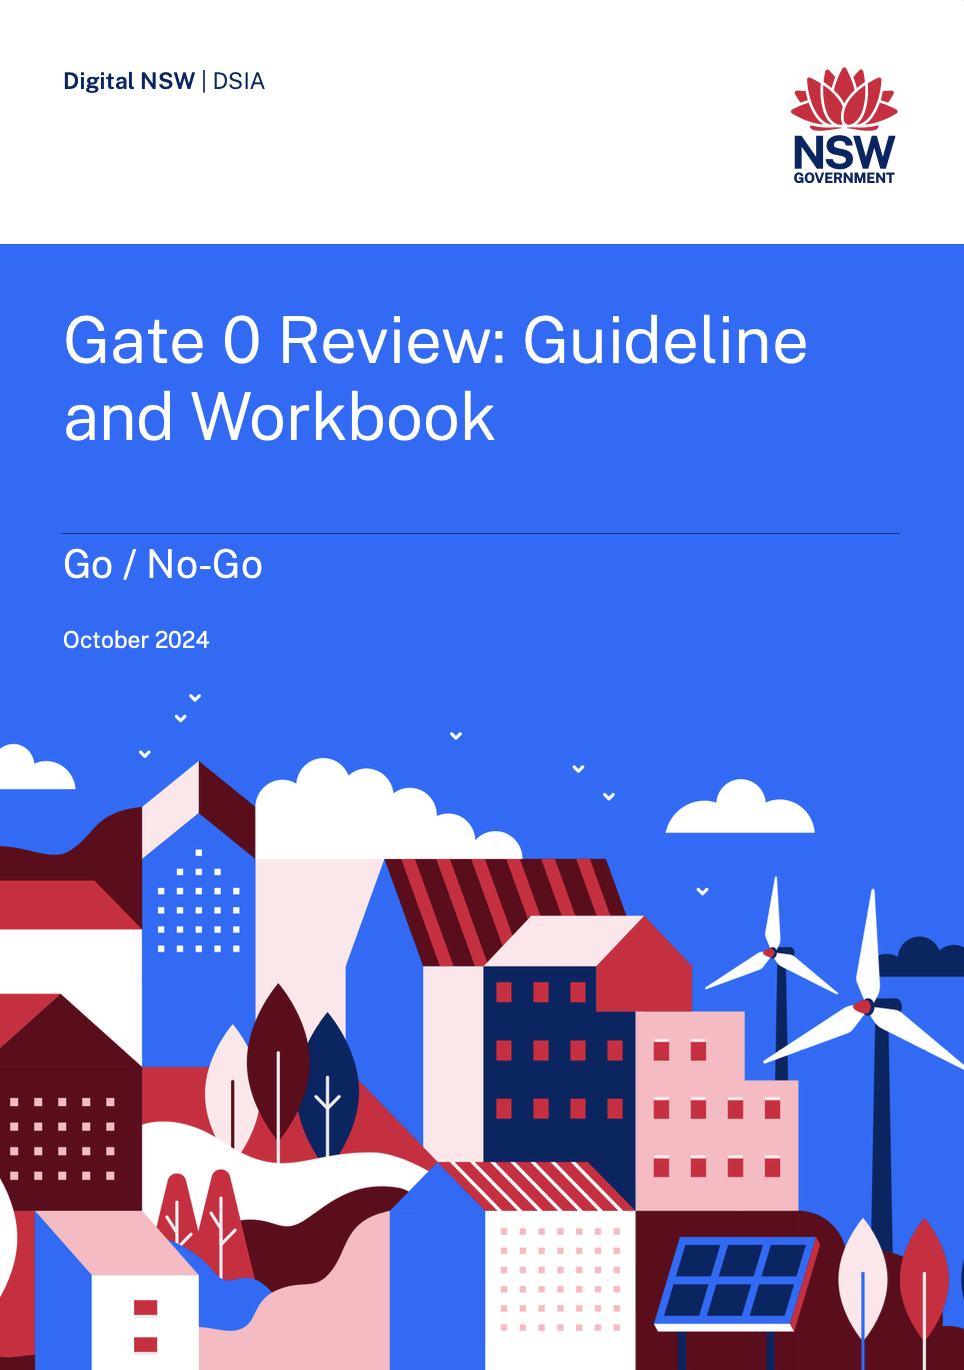 Digital NSW | DSIA
NSW
GOVERNMENT
Gate 0 Review: Guideline
and Workbook
Go / No-Go
October 2024